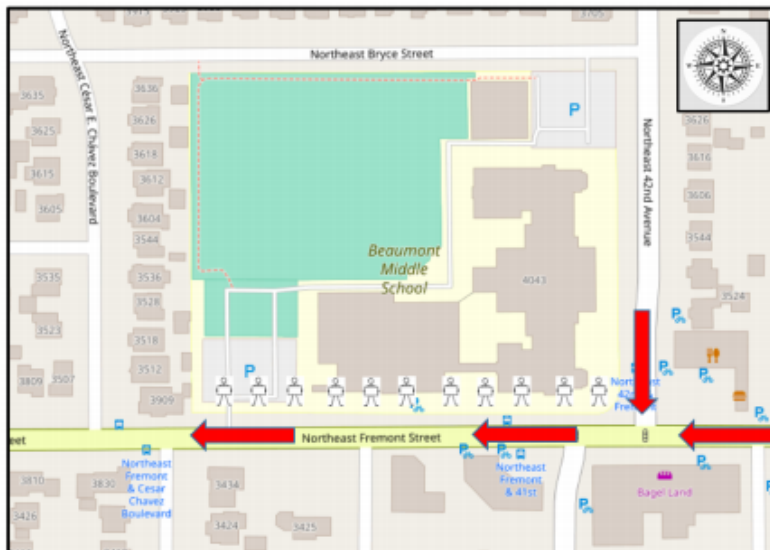 3705
Northeast Bryce Street
N
P
Northeast César E. Chávez Boulevard
Northeast 42nd Avenue
3635
3625
3615
3605
3636
3626
3618
3612
3604
3544
3536
3528
3518
3512
3909
3535
3523
3507
3809
3626
3616
3606
3544
3524
Beaumont
Middle
School
4043
P
P
P
P
P
P
Northeast Fremont Street
eet
Northeast
Fremont
& Cesar
Chavez
Boulevard
Northeast
Fremont
& 41st
P
P
P
P
Bagel Land
3810
3830
3426
3434
3424
3425